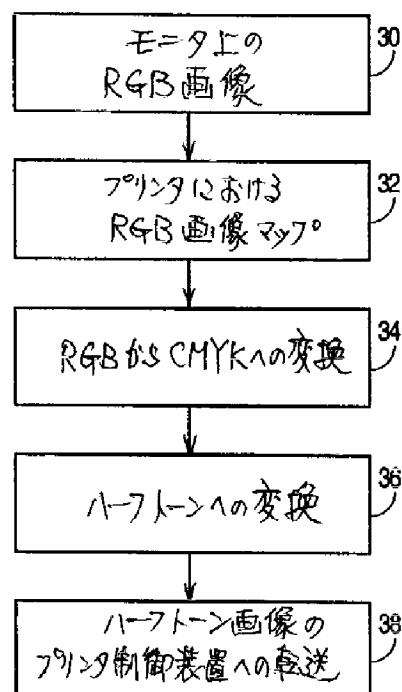 モニタ上の
RGB画像
30
プリンタにおける
RGB画像マップ
32
RGBからCMYKへの変換
34
ハーフトーンへの変換
36
ハーフトーン画像の
プリンタ制御装置への転送
38